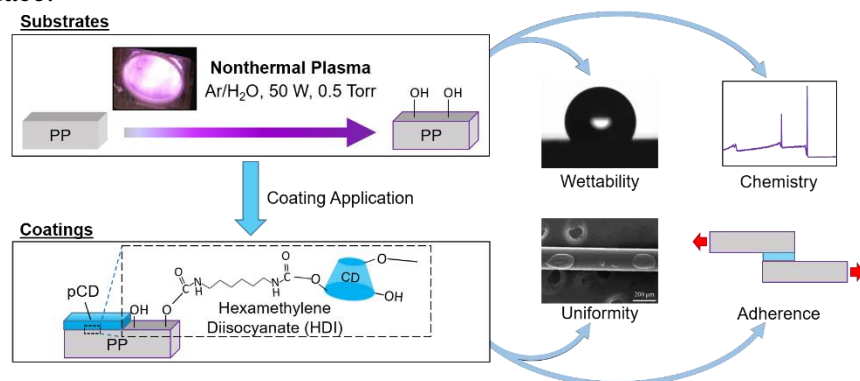 Substrates
Nonthermal Plasma
Ar/H₂O, 50 W, 0.5 Torr
OH OH
PP
PP
Coating Application
Wettability
Chemistry
Coatings
O
C
O
N
H
H
N
O
C
O
O
CD
OH
pCD
OH
Hexamethylene
Diisocyanate (HDI)
PP
200 µm
Uniformity
Adherence